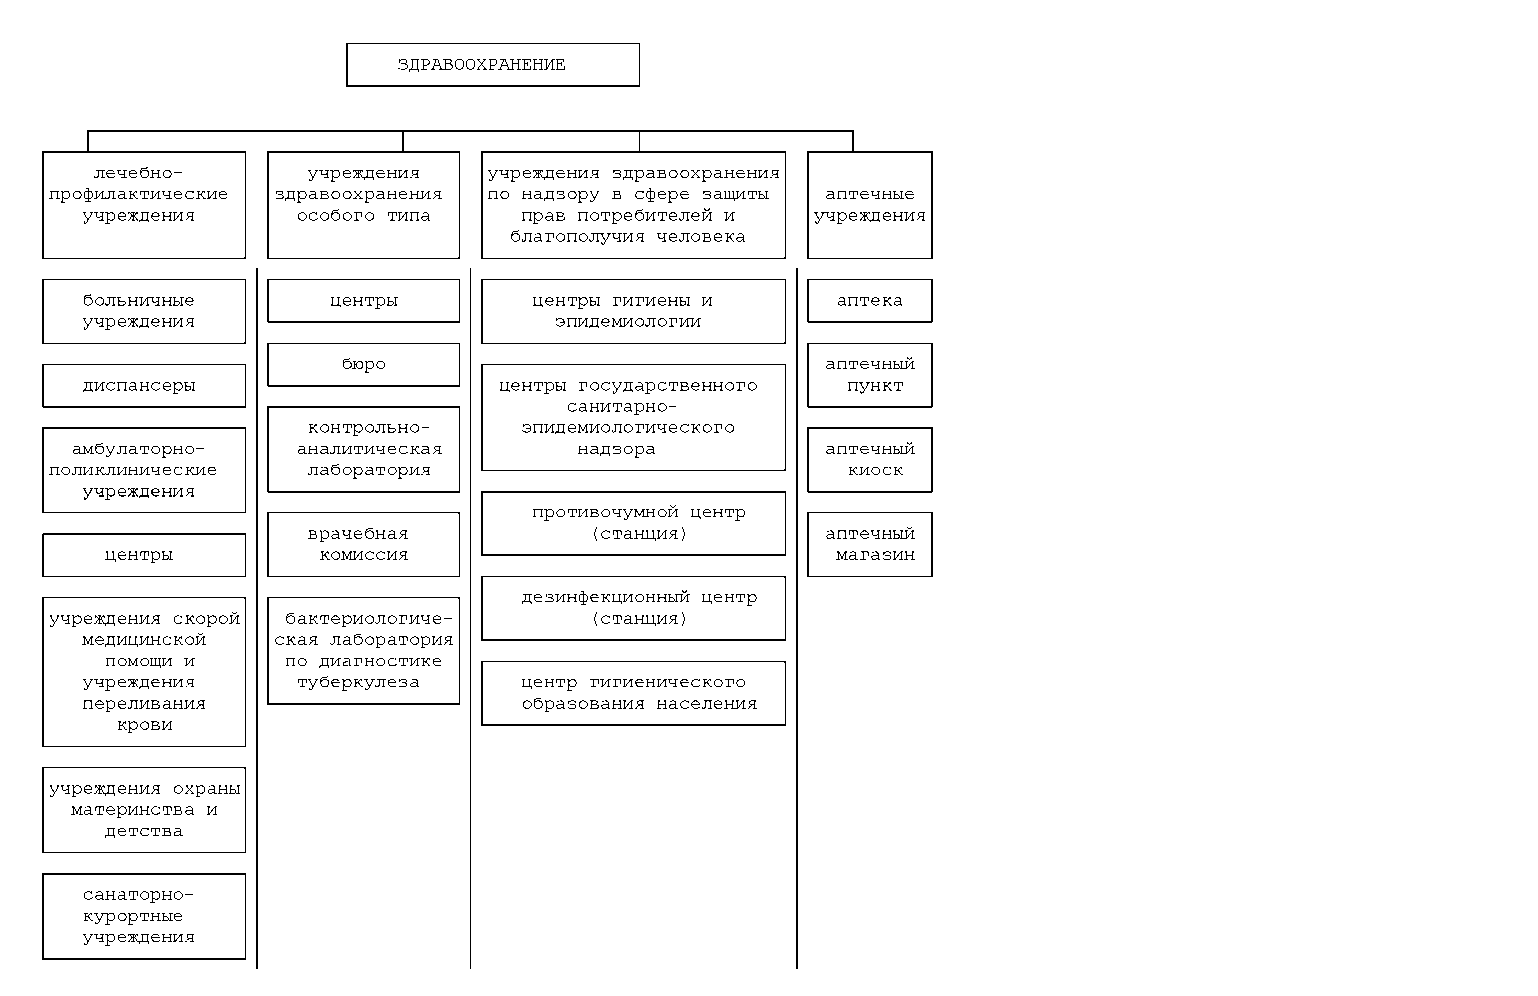 ЗДРАВООХРАНЕНИЕ
лечебно-
профилактические
учреждения
учреждения
здравоохранения
особого типа
учреждения здравоохранения
по надзору в сфере защиты
прав потребителей и
благополучия человека
аптечные
учреждения
больничные
учреждения
диспансеры
амбулаторно-
поликлинические
учреждения
центры
учреждения скорой
медицинской
помощи и
учреждения
переливания
крови
учреждения охраны
материнства и
детства
санаторно-
курортные
учреждения
центры
бюро
контрольно-
аналитическая
лаборатория
врачебная
комиссия
бактериологиче-
ская лаборатория
по диагностике
туберкулеза
центры гигиены и
эпидемиологии
центры государственного
санитарно-
эпидемиологического
надзора
противочумной центр
(станция)
дезинфекционный центр
(станция)
центр гигиенического
образования населения
аптека
аптечный
пункт
аптечный
киоск
аптечный
магазин